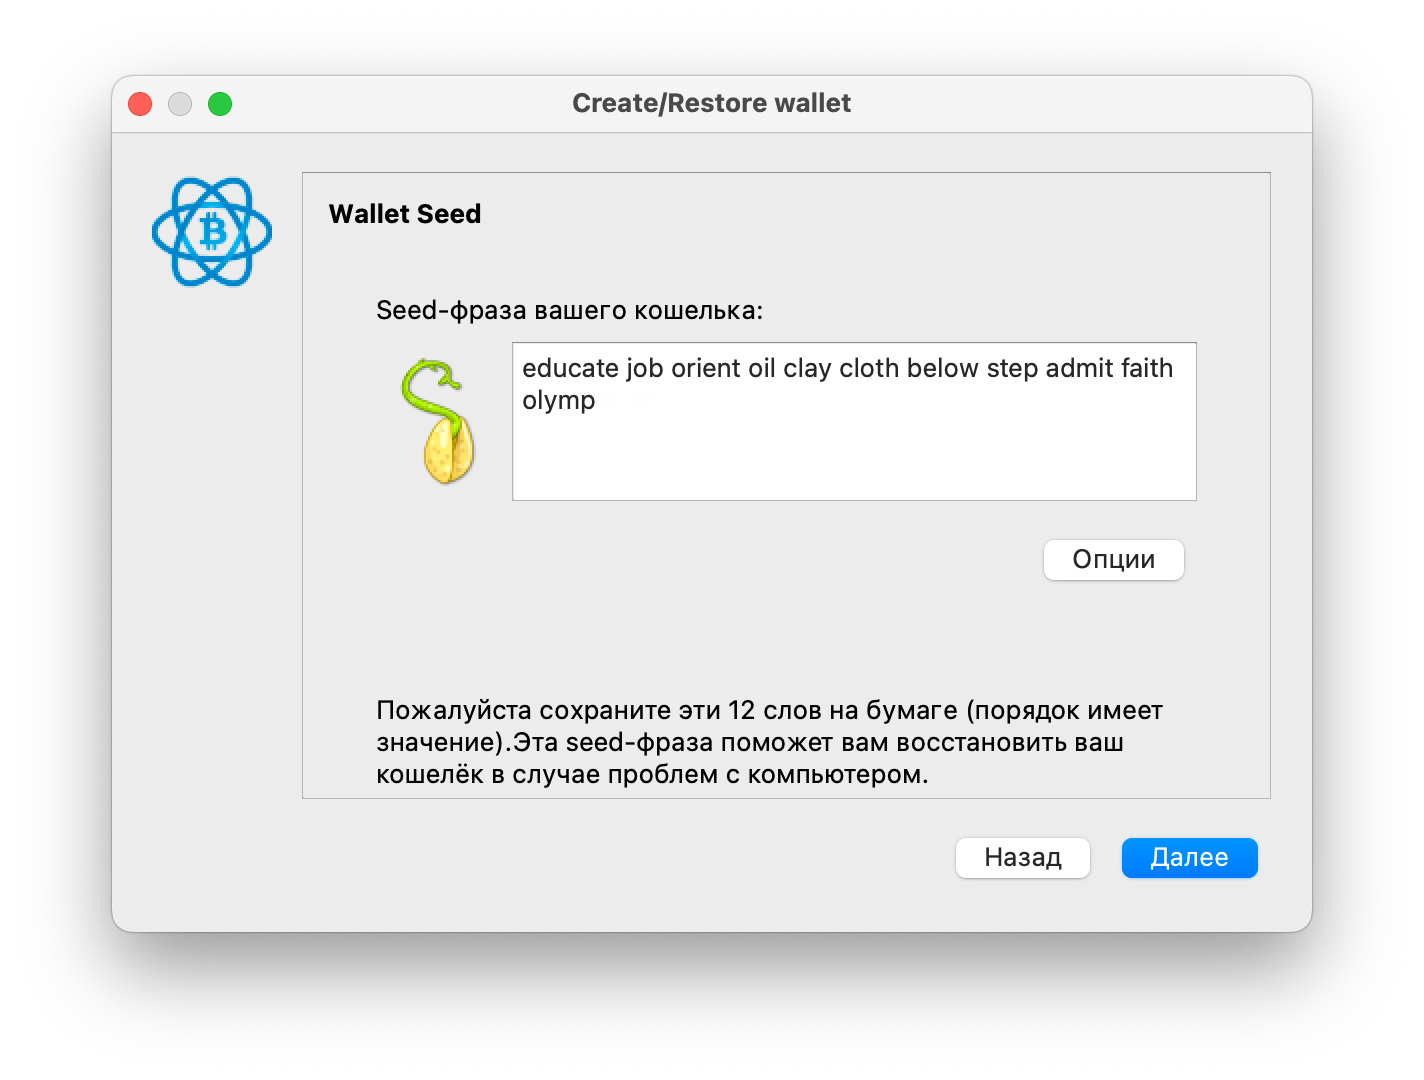 Create/Restore wallet
Wallet Seed
Seed-фраза вашего кошелька:
educate job orient oil clay cloth below step admit faith
olymp
Опции
Пожалуйста сохраните эти 12 слов на бумаге (порядок имеет
значение).Эта seed-фраза поможет вам восстановить ваш
кошелёк в случае проблем с компьютером.
Назад
Далее